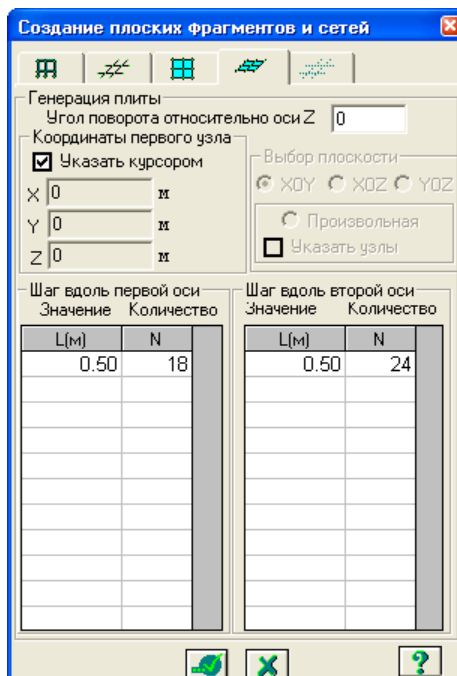 Создание плоских фрагментов и сетей
Генерация плиты
Угол поворота относительно оси Z 0
Координаты первого узла
Указать курсором
X 0 м
Y 0 м
Z 0 м
Выбор плоскости
XOY XOZ YOZ
Произвольная
Указать узлы
Шаг вдоль первой оси
Значение Количество
L(м) N
0.50 18
Шаг вдоль второй оси
Значение Количество
L(м) N
0.50 24
?